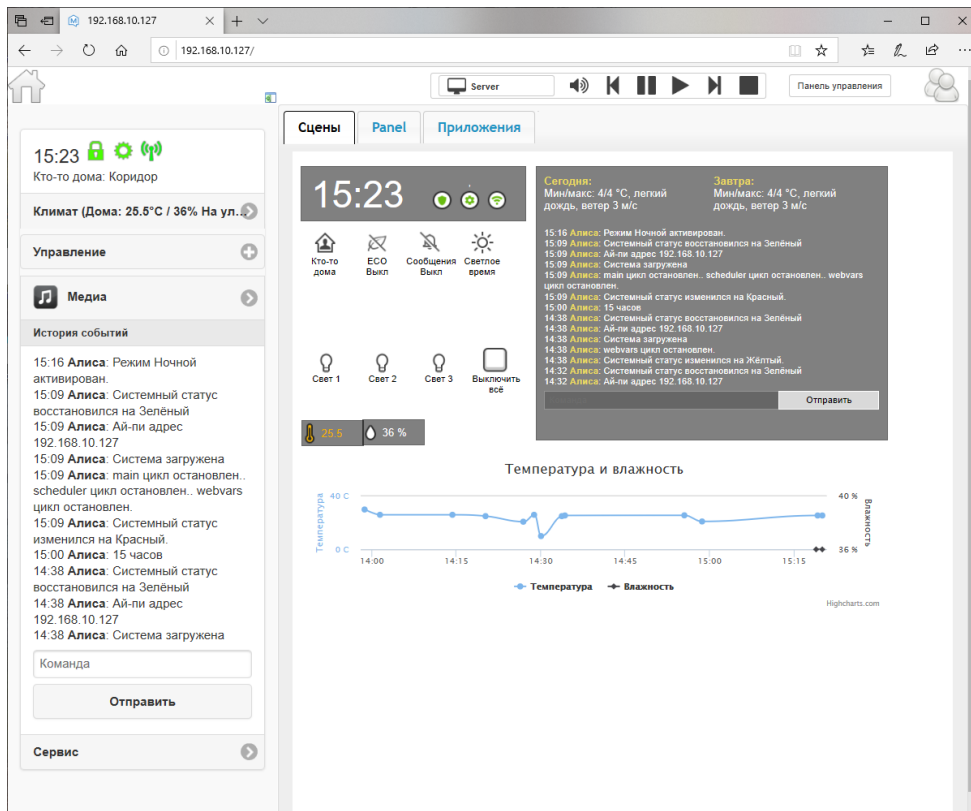 192.168.10.127
192.168.10.127/
Server
Панель управления
15:23
Кто-то дома: Коридор
Климат (Дома: 25.5°C / 36% На ул...
Управление
Медиа
История событий
15:16 Алиса: Режим Ночной
активирован.
15:09 Алиса: Системный статус
восстановился на Зелёный
15:09 Алиса: Ай-пи адрес
192.168.10.127
15:09 Алиса: Система загружена
15:09 Алиса: main цикл остановлен..
scheduler цикл остановлен.. webvars
цикл остановлен.
15:09 Алиса: Системный статус
изменился на Красный.
15:00 Алиса: 15 часов
14:38 Алиса: Системный статус
восстановился на Зелёный
14:38 Алиса: Ай-пи адрес
192.168.10.127
14:38 Алиса: Система загружена
Команда
Отправить
Сервис
Сцены Panel Приложения
15:23
Кто-то
дома
ECO
Выкл
Сообщения
Выкл
Светлое
время
Свет 1
Свет 2
Свет 3
Выключить
всё
25.5
36 %
Сегодня:
Мин/макс: 4/4 °C, легкий
дождь, ветер 3 м/с
Завтра:
Мин/макс: 4/4 °C, легкий
дождь, ветер 3 м/с
15:16 Алиса: Режим Ночной активирован.
15:09 Алиса: Системный статус восстановился на Зелёный
15:09 Алиса: Ай-пи адрес 192.168.10.127
15:09 Алиса: Система загружена
15:09 Алиса: main цикл остановлен.. scheduler цикл остановлен.. webvars
цикл остановлен.
15:09 Алиса: Системный статус изменился на Красный.
15:00 Алиса: 15 часов
14:38 Алиса: Системный статус восстановился на Зелёный
14:38 Алиса: Ай-пи адрес 192.168.10.127
14:38 Алиса: Система загружена
14:38 Алиса: webvars цикл остановлен.
14:38 Алиса: Системный статус изменился на Жёлтый.
14:32 Алиса: Системный статус восстановился на Зелёный
14:32 Алиса: Ай-пи адрес 192.168.10.127
Отправить
Температура и влажность
Температура
40 C
0 C
40 %
36 %
Влажность
14:00 14:15 14:30 14:45 15:00 15:15
Температура Влажность
Highcharts.com